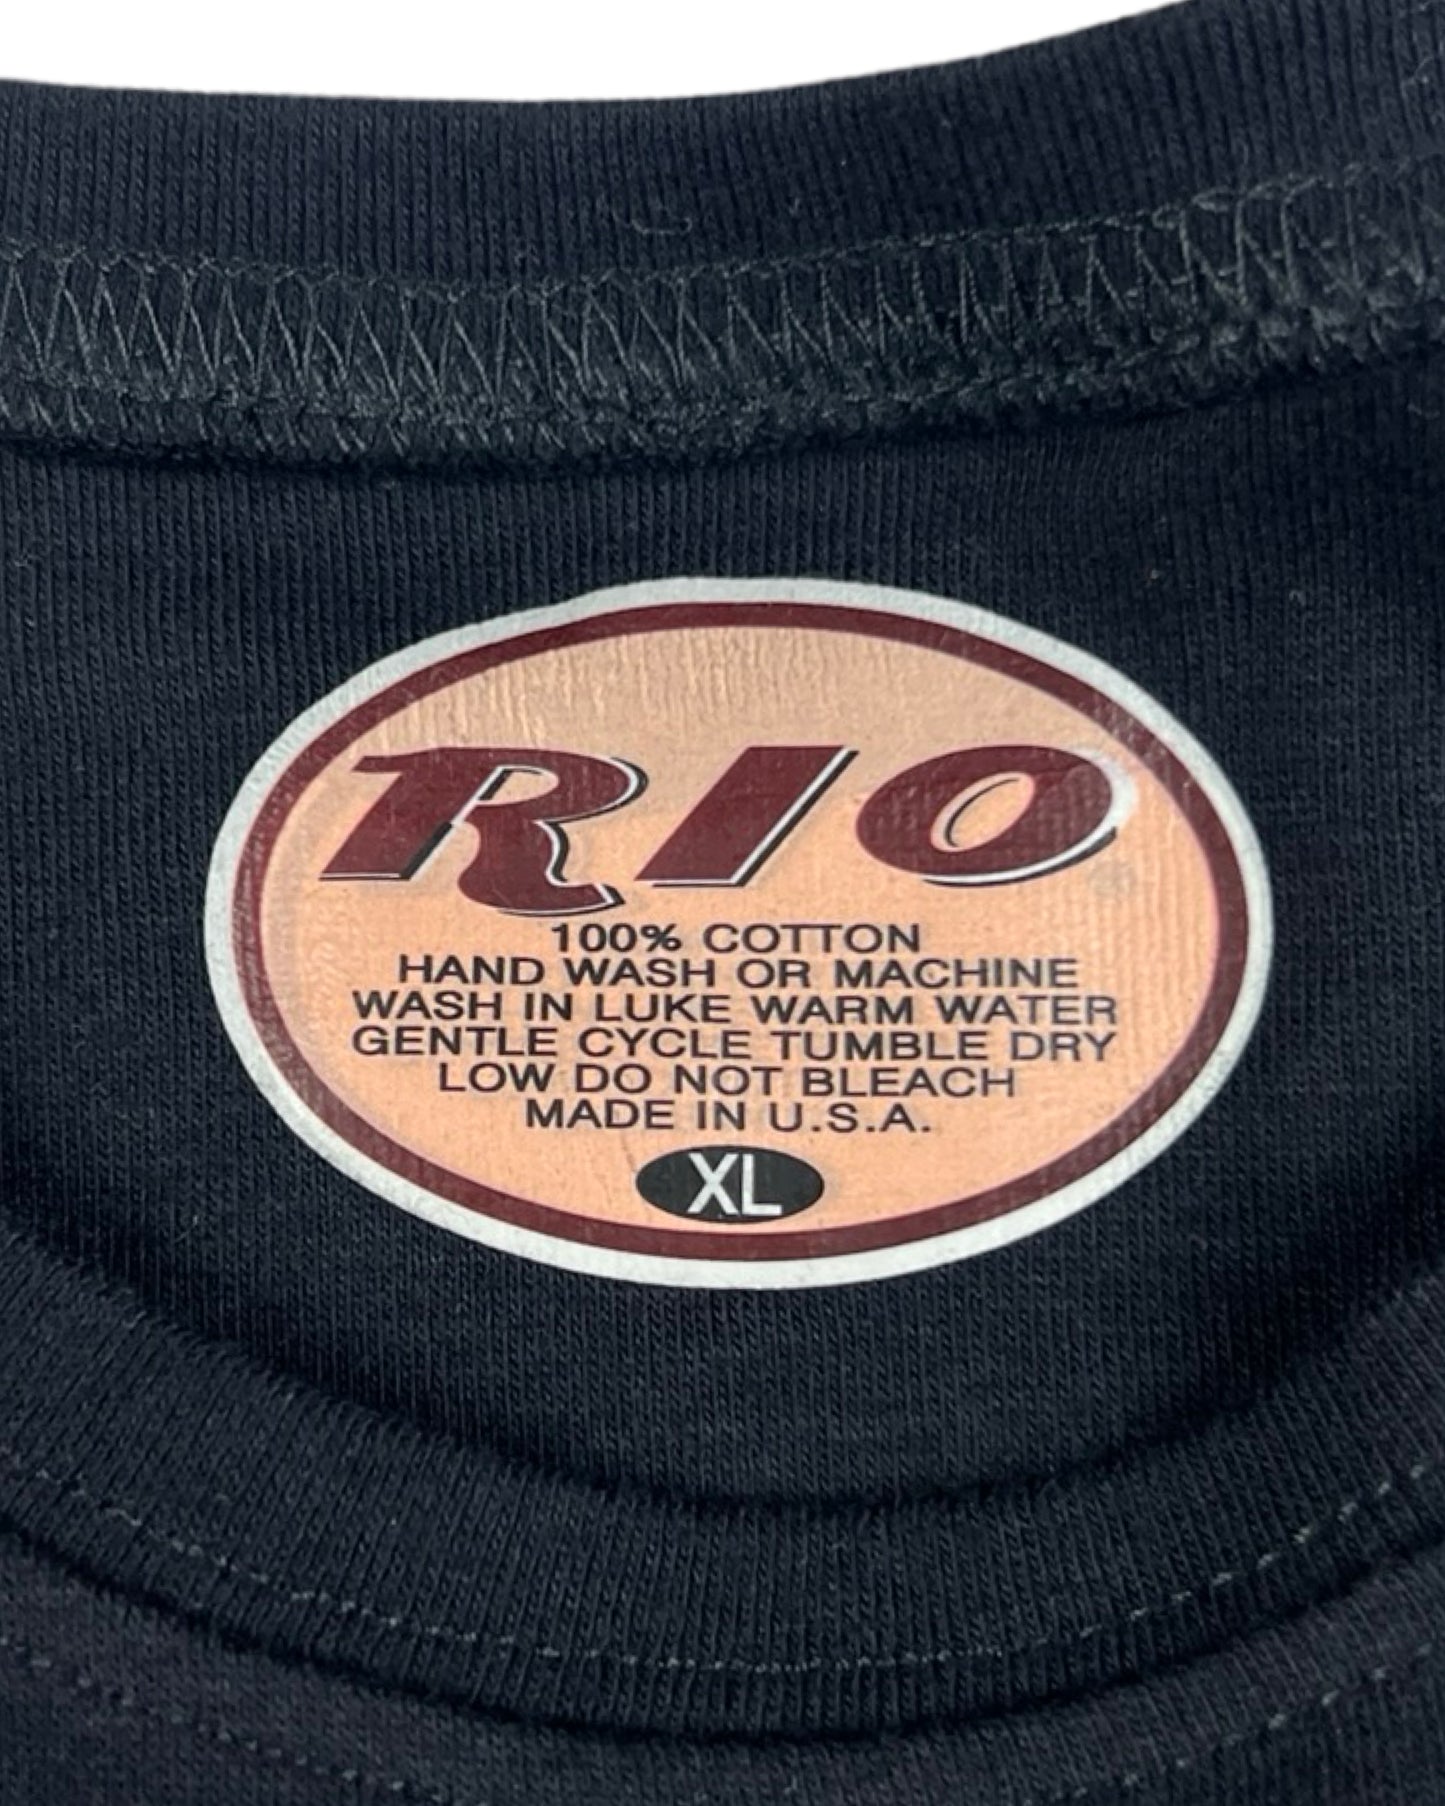 RIO
100% COTTON
HAND WASH OR MACHINE
WASH IN LUKE WARM WATER
GENTLE CYCLE TUMBLE DRY
LOW DO NOT BLEACH
MADE IN U.S.A.
XL